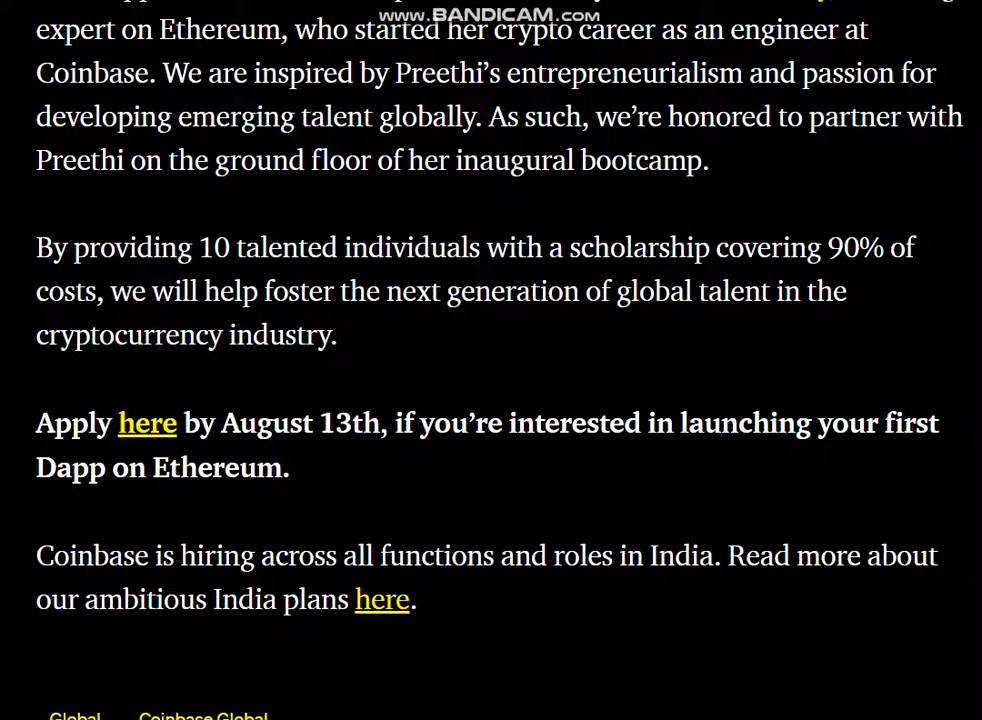 www.BANDICAM.com
expert on Ethereum, who started her crypto career as an engineer at
Coinbase. We are inspired by Preethi’s entrepreneurialism and passion for
developing emerging talent globally. As such, we’re honored to partner with
Preethi on the ground floor of her inaugural bootcamp.
By providing 10 talented individuals with a scholarship covering 90% of
costs, we will help foster the next generation of global talent in the
cryptocurrency industry.
Apply here by August 13th, if you’re interested in launching your first
Dapp on Ethereum.
Coinbase is hiring across all functions and roles in India. Read more about
our ambitious India plans here.
Global Coinbase Global